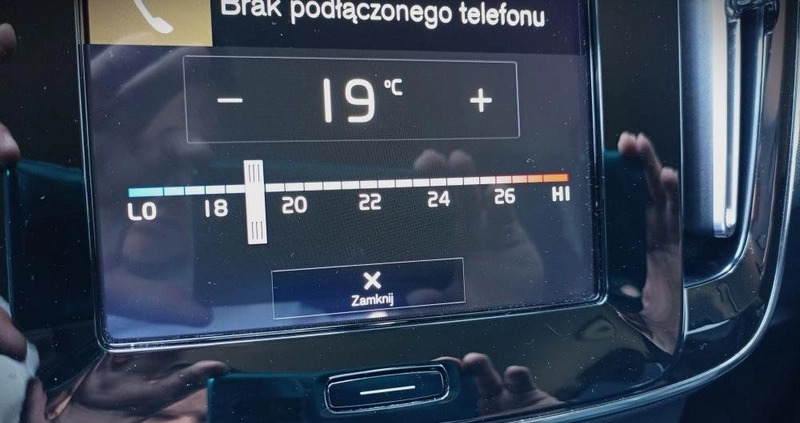 Brak podłączonego telefonu
− 19 °C +
LO 18 20 22 24 26 HI
Zamknij